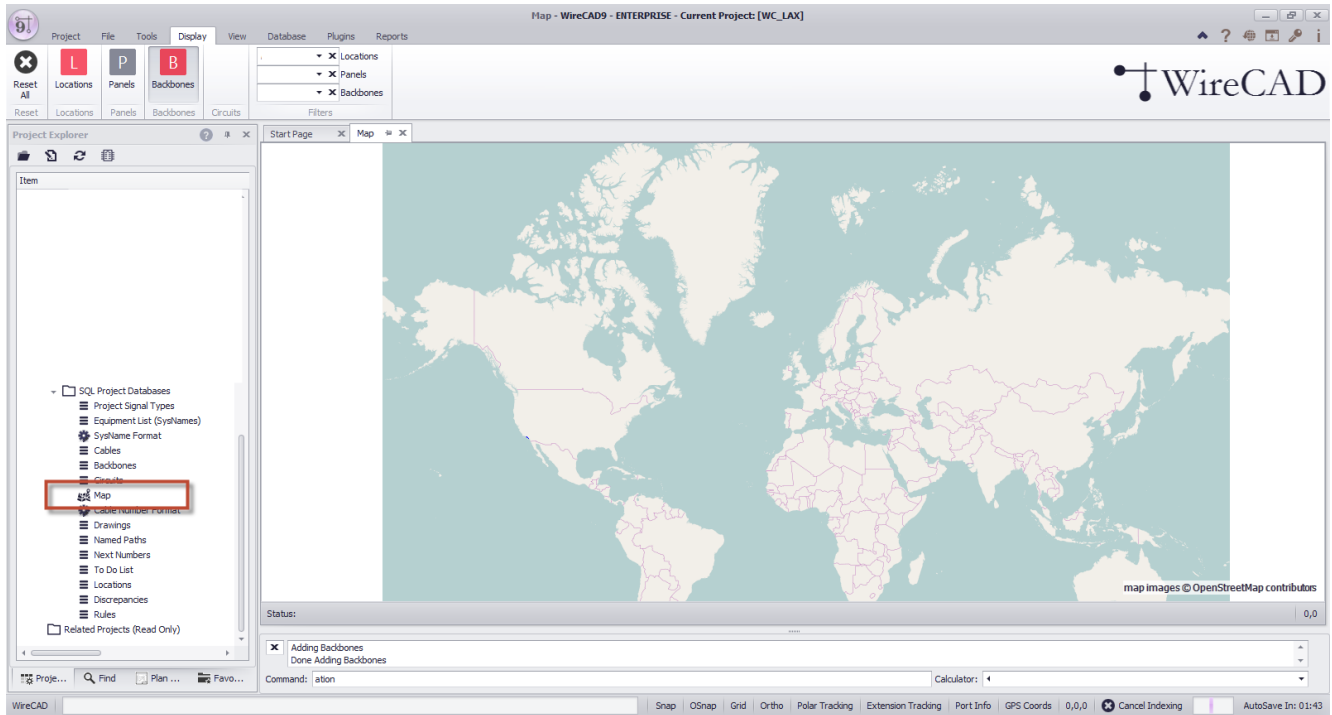 Map - WireCAD9 - ENTERPRISE - Current Project: [WC_LAX]
9
Project File Tools Display View Database Plugins Reports
L P B
Reset All
Locations Panels Backbones
Locations
Panels
Backbones
Reset Locations Panels Backbones Circuits Filters
WireCAD
Project Explorer
Start Page Map
Item
SQL Project Databases
Project Signal Types
Equipment List (SysNames)
SysName Format
Cables
Backbones
Circuits
Map
Cable Number Format
Drawings
Named Paths
Next Numbers
To Do List
Locations
Discrepancies
Rules
Related Projects (Read Only)
map images © OpenStreetMap contributors
Status: 0,0
Adding Backbones
Done Adding Backbones
Proje... Find Plan ... Favo...
Command: ation Calculator:
WireCAD Snap OSnap Grid Ortho Polar Tracking Extension Tracking Port Info GPS Coords 0,0,0 Cancel Indexing AutoSave In: 01:43